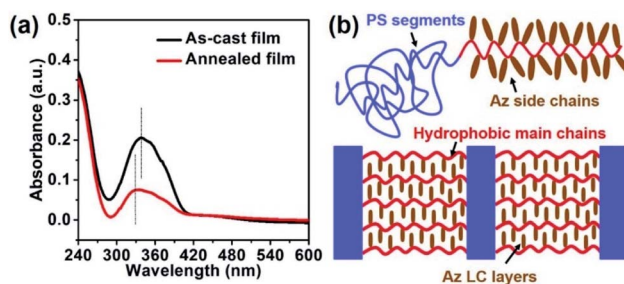 (a)
As-cast film
Annealed film
Absorbance (a.u.)
0.5
0.4
0.3
0.2
0.1
0.0
240 300 360 420 480 540 600
Wavelength (nm)
(b)
PS segments
Az side chains
Hydrophobic main chains
Az LC layers